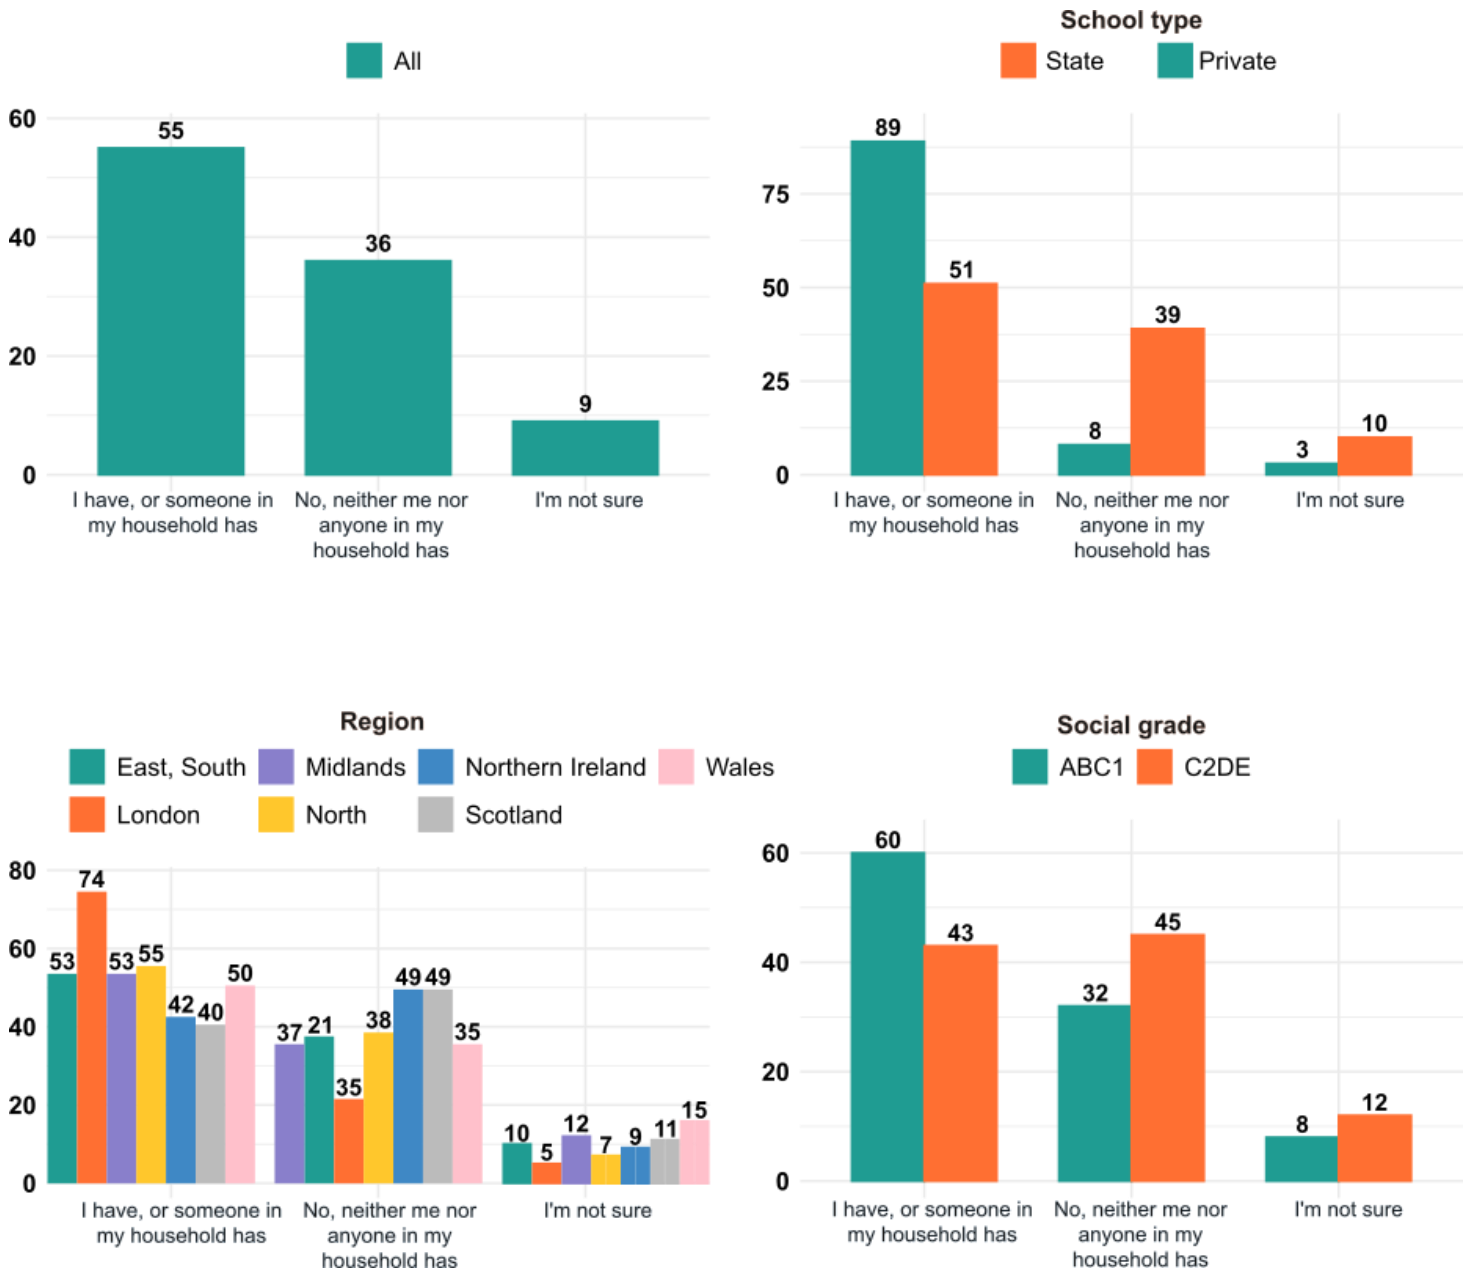 All
60
40
20
0
55
36
9
I have, or someone in
my household has
No, neither me nor
anyone in my
household has
I'm not sure
School type
State
Private
75
50
25
0
89
51
8
39
3
10
I have, or someone in
my household has
No, neither me nor
anyone in my
household has
I'm not sure
Region
East, South
Midlands
Northern Ireland
Wales
London
North
Scotland
80
60
40
20
0
53
74
53
55
42
40
50
37
21
35
38
49
49
35
10
5
12
7
9
11
15
I have, or someone in
my household has
No, neither me nor
anyone in my
household has
I'm not sure
Social grade
ABC1
C2DE
60
40
20
0
60
43
32
45
8
12
I have, or someone in
my household has
No, neither me nor
anyone in my
household has
I'm not sure